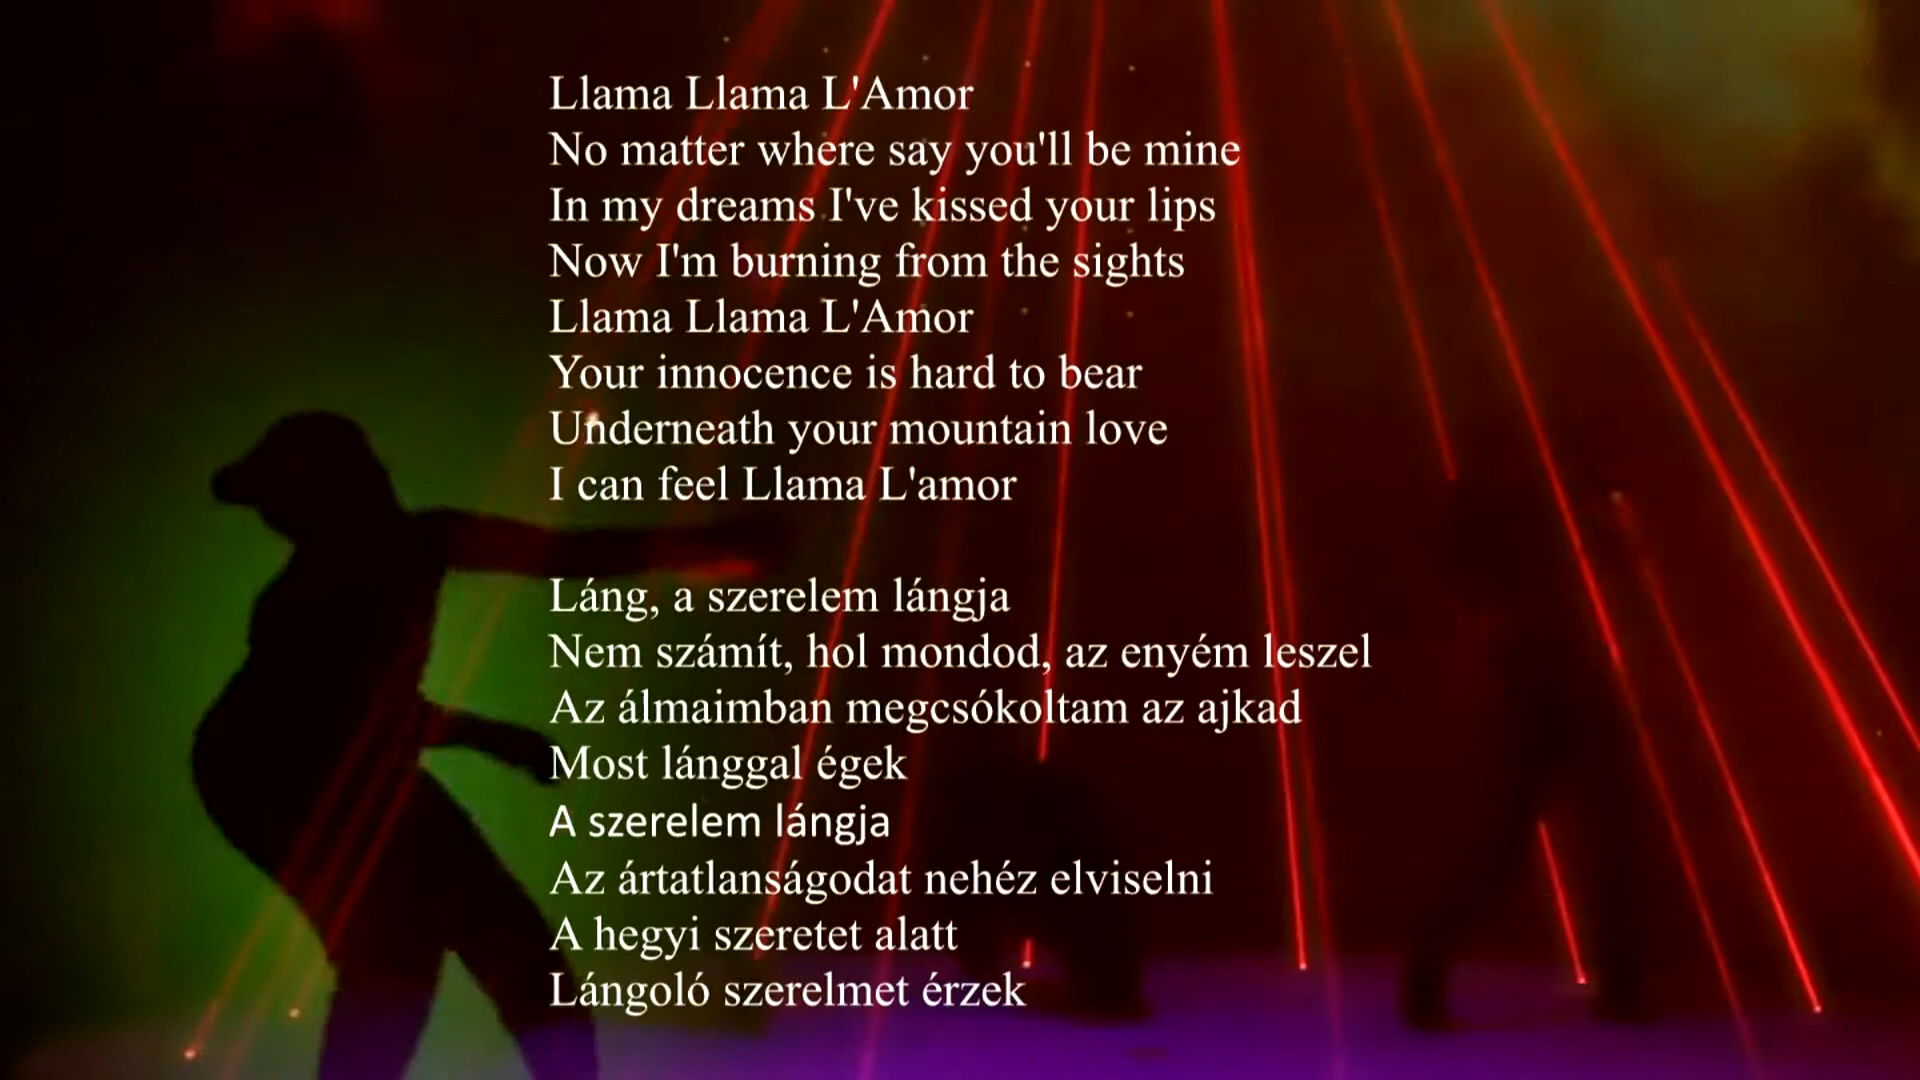 Llama Llama L'Amor
No matter where say you'll be mine
In my dreams I've kissed your lips
Now I'm burning from the sights
Llama Llama L'Amor
Your innocence is hard to bear
Underneath your mountain love
I can feel Llama L'amor
Láng, a szerelem lángja
Nem számít, hol mondod, az enyém leszel
Az álmaimban megcsókoltam az ajkad
Most lánggal égek
A szerelem lángja
Az ártatlanságodat nehéz elviselni
A hegyi szeretet alatt
Lángoló szerelmet érzek